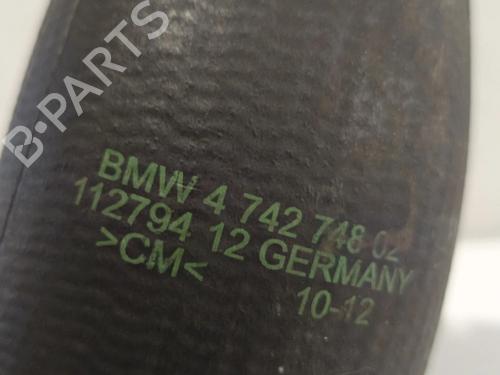 B-Parts
BMW 4 742 748 02
112794 12 GERMANY
>CM<
10-12